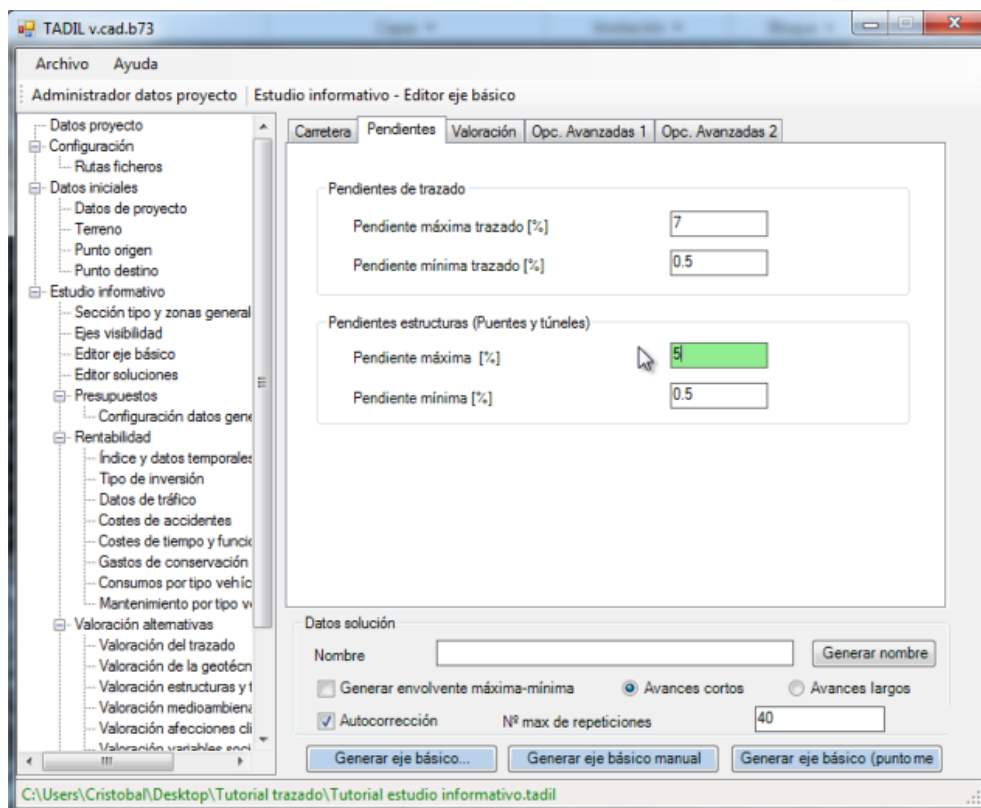 TADIL v.cad.b73
Archivo Ayuda
Administrador datos proyecto Estudio informativo - Editor eje básico
Datos proyecto
Configuración
Rutas ficheros
Datos iniciales
Datos de proyecto
Terreno
Punto origen
Punto destino
Estudio informativo
Sección tipo y zonas general
Ejes visibilidad
Editor eje básico
Editor soluciones
Presupuestos
Configuración datos gene
Rentabilidad
Índice y datos temporales
Tipo de inversión
Datos de tráfico
Costes de accidentes
Costes de tiempo y funcio
Gastos de conservación
Consumos por tipo vehíc
Mantenimiento por tipo v
Valoración alternativas
Valoración del trazado
Valoración de la geotécn
Valoración estructuras y t
Valoración medioambiena
Valoración afecciones cli
Valoración variables soci
Carretera Pendientes Valoración Opc. Avanzadas 1 Opc. Avanzadas 2
Pendientes de trazado
Pendiente máxima trazado [%] 7
Pendiente mínima trazado [%] 0.5
Pendientes estructuras (Puentes y túneles)
Pendiente máxima [%] 5
Pendiente mínima [%] 0.5
Datos solución
Nombre Generar nombre
Generar envolvente máxima-mínima Avances cortos Avances largos
Autocorrección Nº max de repeticiones 40
Generar eje básico... Generar eje básico manual Generar eje básico (punto me
C:\Users\Cristobal\Desktop\Tutorial trazado\Tutorial estudio informativo.tadil